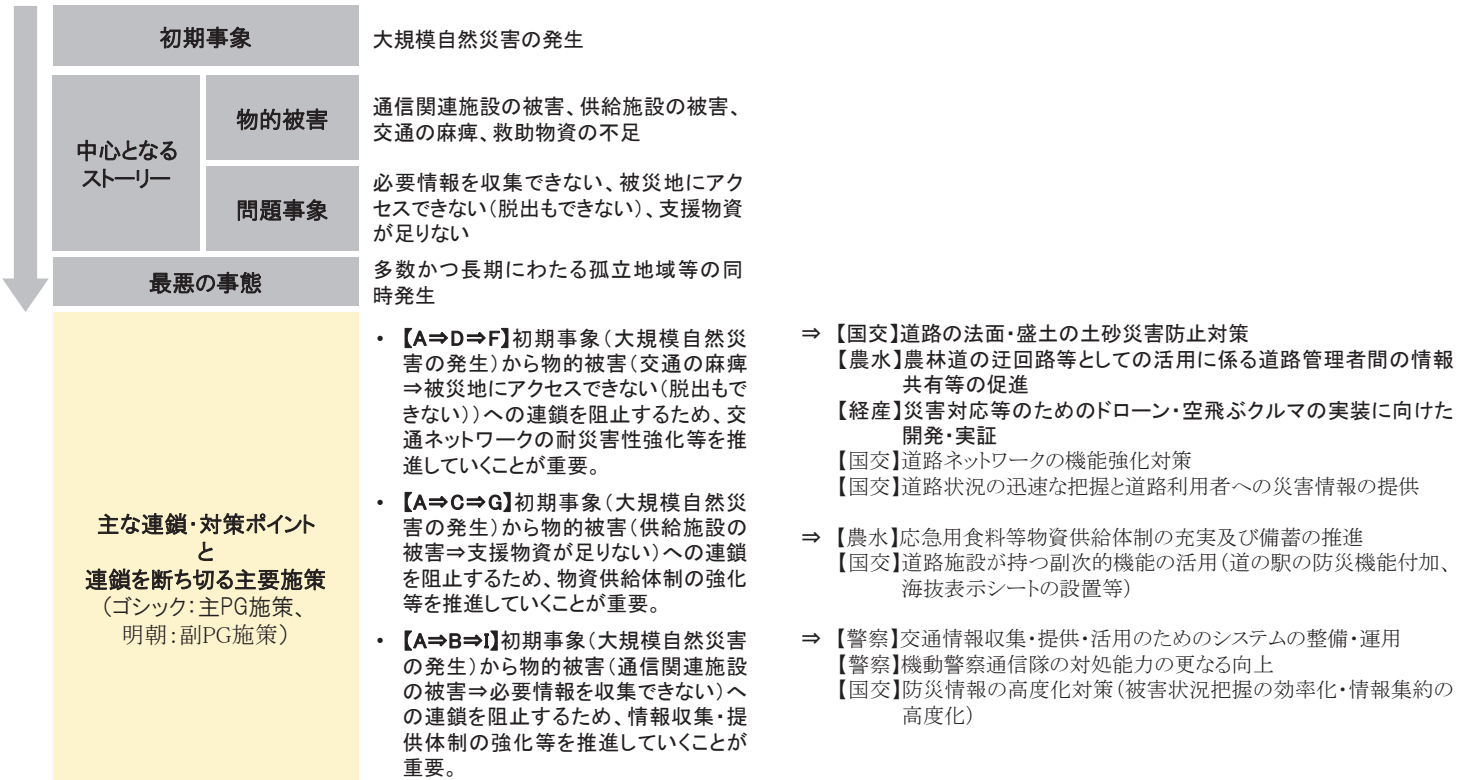 初期事象
大規模自然災害の発生
中心となる
ストーリー
物的被害
通信関連施設の被害、供給施設の被害、
交通の麻痺、救助物資の不足
問題事象
必要情報を収集できない、被災地にアク
セスできない（脱出もできない）、支援物資
が足りない
最悪の事態
多数かつ長期にわたる孤立地域等の同
時発生
主な連鎖・対策ポイント
と
連鎖を断ち切る主要施策
（ゴシック：主PG施策、
明朝：副PG施策）
・ 【A⇒D⇒F】初期事象（大規模自然災
害の発生）から物的被害（交通の麻痺
⇒被災地にアクセスできない（脱出もで
きない））への連鎖を阻止するため、交
通ネットワークの耐災害性強化等を推
進していくことが重要。
⇒ 【国交】道路の法面・盛土の土砂災害防止対策
【農水】農林道の迂回路等としての活用に係る道路管理者間の情報
共有等の促進
【経産】災害対応等のためのドローン・空飛ぶクルマの実装に向けた
開発・実証
【国交】道路ネットワークの機能強化対策
【国交】道路状況の迅速な把握と道路利用者への災害情報の提供
・ 【A⇒C⇒G】初期事象（大規模自然災
害の発生）から物的被害（供給施設の
被害⇒支援物資が足りない）への連鎖
を阻止するため、物資供給体制の強化
等を推進していくことが重要。
⇒ 【農水】応急用食料等物資供給体制の充実及び備蓄の推進
【国交】道路施設が持つ副次的機能の活用（道の駅の防災機能付加、
海抜表示シートの設置等）
・ 【A⇒B⇒I】初期事象（大規模自然災害
の発生）から物的被害（通信関連施設
の被害⇒必要情報を収集できない）へ
の連鎖を阻止するため、情報収集・提
供体制の強化等を推進していくことが
重要。
⇒ 【警察】交通情報収集・提供・活用のためのシステムの整備・運用
【警察】機動警察通信隊の対処能力の更なる向上
【国交】防災情報の高度化対策（被害状況把握の効率化・情報集約の
高度化）